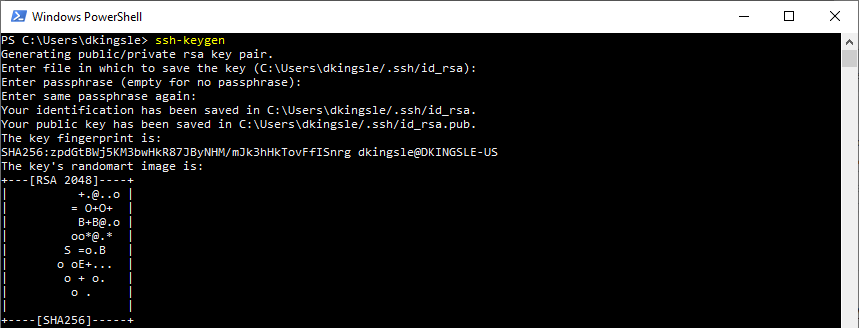 Windows PowerShell
PS C:\Users\dkingsle> ssh-keygen
Generating public/private rsa key pair.
Enter file in which to save the key (C:\Users\dkingsle/.ssh/id_rsa):
Enter passphrase (empty for no passphrase):
Enter same passphrase again:
Your identification has been saved in C:\Users\dkingsle/.ssh/id_rsa.
Your public key has been saved in C:\Users\dkingsle/.ssh/id_rsa.pub.
The key fingerprint is:
SHA256:zpdGtBWj5KM3bwHkR87JByNHM/mJk3hHkTovFfISnrg dkingsle@DKINGSLE-US
The key's randomart image is:
+---[RSA 2048]----+
|          +.@..o |
|         = O+O+  |
|          B+B@.o |
|         oo*@.*  |
|        S =o.B   |
|       o oE+...  |
|        o + o.   |
|         o .     |
|                 |
+----[SHA256]-----+